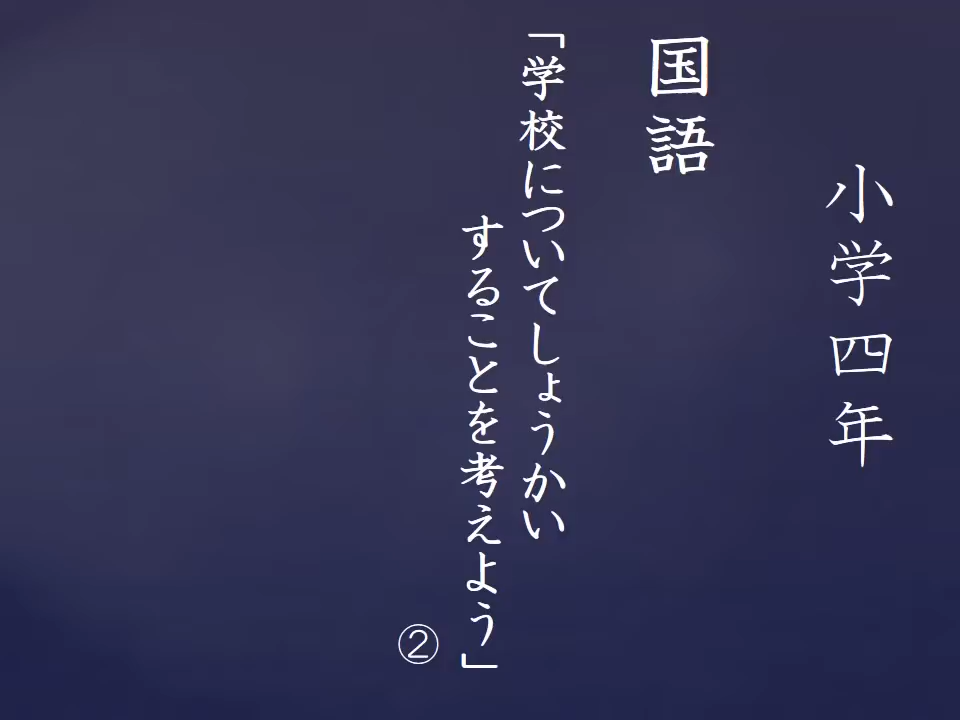 小学四年
国語
「学校についてしょうかい
することを考えよう」
②